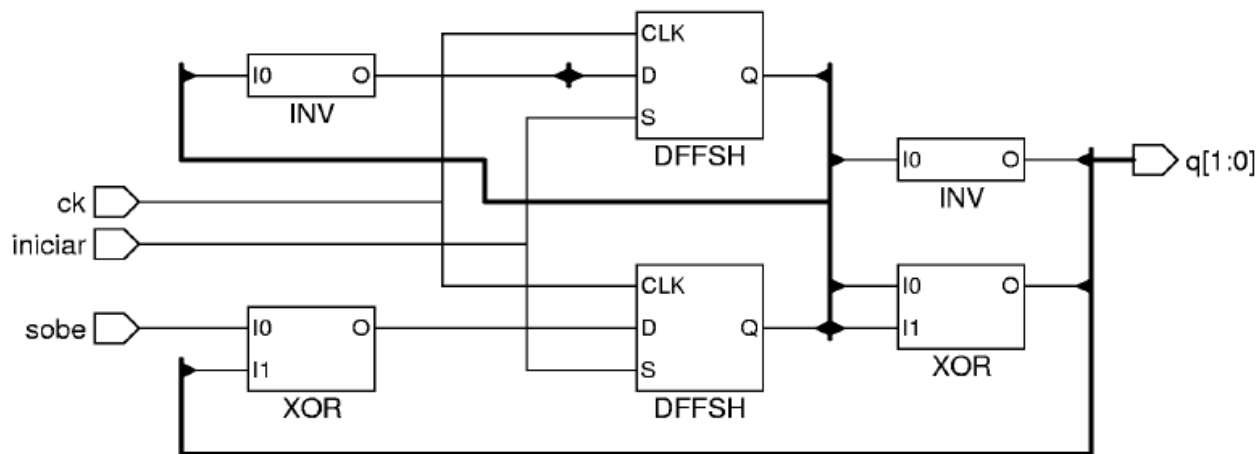 CLK
I0 O D Q
INV
S
DFFSH
I0 O q[1:0]
INV
ck
iniciar
CLK I0 O
sobe I0 O D Q I1
I1 S XOR
XOR DFFSH